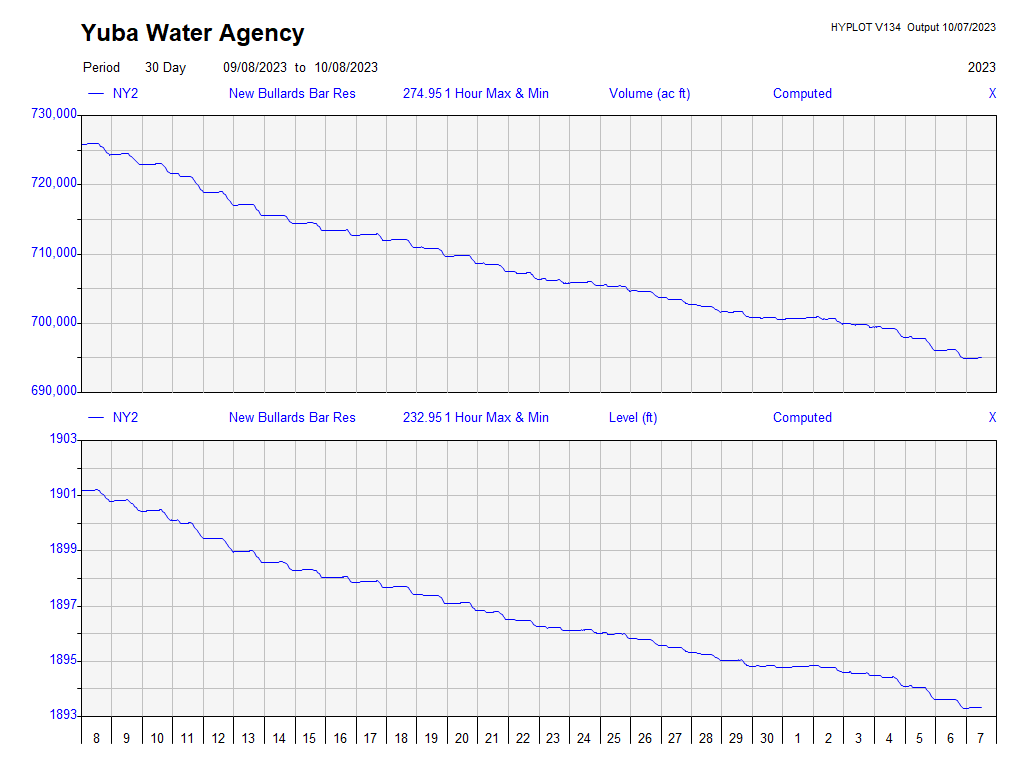 Yuba Water Agency
HYPLOT V134 Output 10/07/2023
Period 30 Day 09/08/2023 to 10/08/2023 2023
NY2 New Bullards Bar Res 274.95 1 Hour Max & Min Volume (ac ft) Computed X
730,000
720,000
710,000
700,000
690,000
NY2 New Bullards Bar Res 232.95 1 Hour Max & Min Level (ft) Computed X
1903
1901
1899
1897
1895
1893
8 9 10 11 12 13 14 15 16 17 18 19 20 21 22 23 24 25 26 27 28 29 30 1 2 3 4 5 6 7